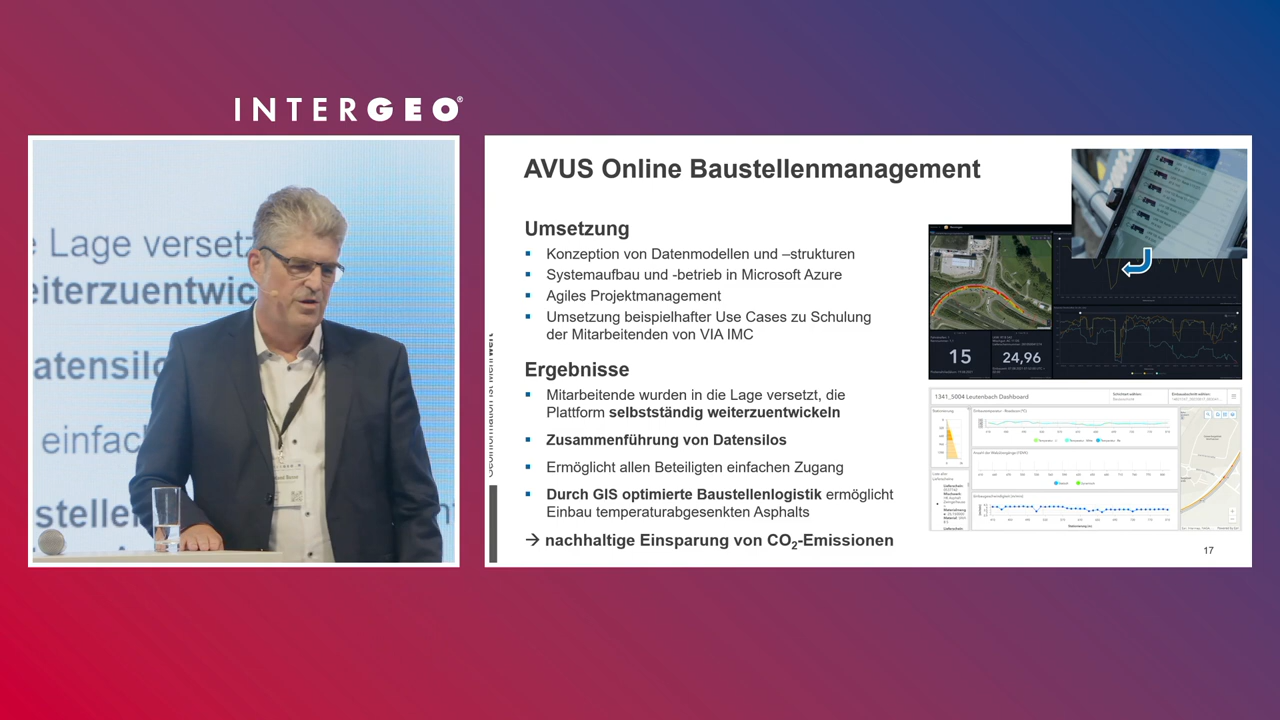 INTERGEO®
e Lage versetz
eiterzuentwic
atensilo
einfach
stellen
AVUS Online Baustellenmanagement
Umsetzung
Konzeption von Datenmodellen und –strukturen
Systemaufbau und -betrieb in Microsoft Azure
Agiles Projektmanagement
Umsetzung beispielhafter Use Cases zu Schulung
der Mitarbeitenden von VIA IMC
Ergebnisse
Mitarbeitende wurden in die Lage versetzt, die
Plattform selbstständig weiterzuentwickeln
Zusammenführung von Datensilos
Ermöglicht allen Beteiligten einfachen Zugang
Durch GIS optimierte Baustellenlogistik ermöglicht
Einbau temperaturabgesenkten Asphalts
→ nachhaltige Einsparung von CO₂-Emissionen
15
24,96
1341_5004 Leutenbach Dashboard
17